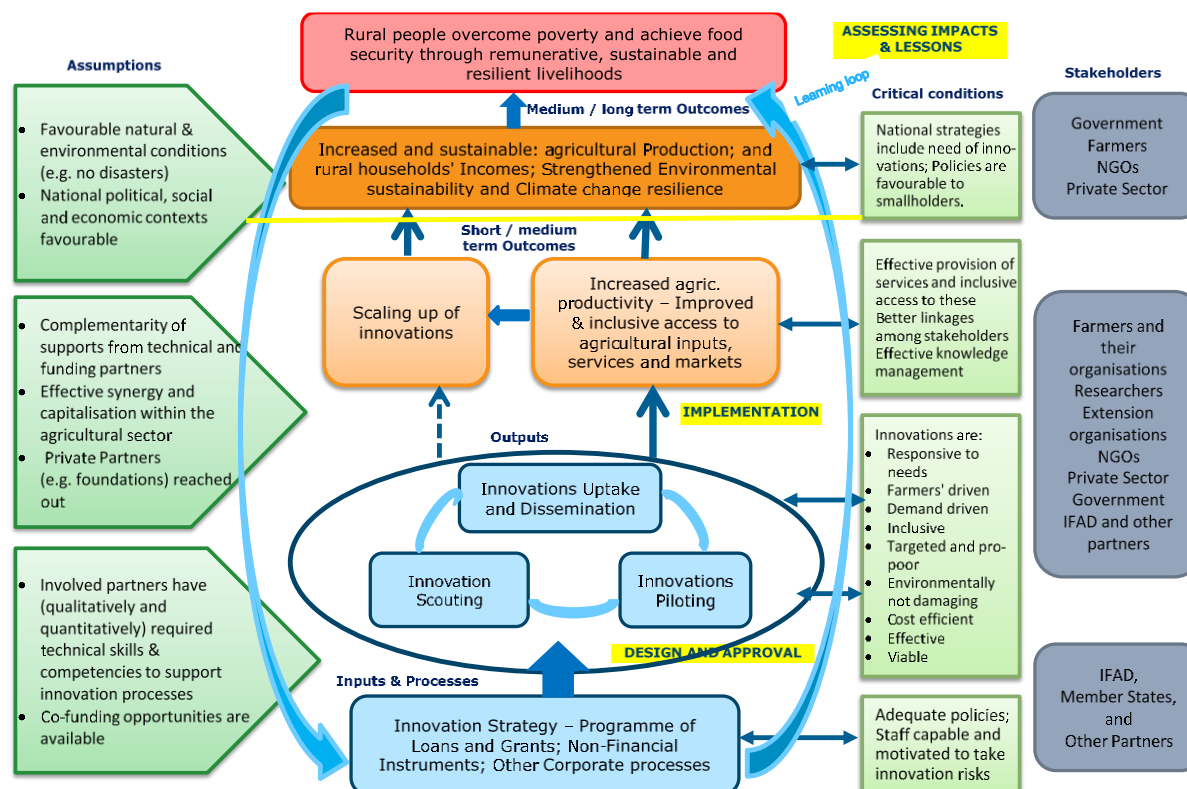 Rural people overcome poverty and achieve food
security through remunerative, sustainable and
resilient livelihoods
ASSESSING IMPACTS
& LESSONS
Learning loop
Assumptions
Medium / long term Outcomes
Critical conditions
Stakeholders
• Favourable natural &
environmental conditions
(e.g. no disasters)
• National political, social
and economic contexts
favourable
Increased and sustainable: agricultural Production; and
rural households' Incomes; Strengthened Environmental
sustainability and Climate change resilience
National strategies
include need of inno-
vations; Policies are
favourable to
smallholders.
Government
Farmers
NGOs
Private Sector
Short / medium
term Outcomes
Scaling up of
innovations
Increased agric.
productivity – Improved
& inclusive access to
agricultural inputs,
services and markets
Effective provision of
services and inclusive
access to these
Better linkages
among stakeholders
Effective knowledge
management
• Complementarity of
supports from technical and
funding partners
• Effective synergy and
capitalisation within the
agricultural sector
• Private Partners
(e.g. foundations) reached
out
Farmers and
their
organisations
Researchers
Extension
organisations
NGOs
Private Sector
Government
IFAD and other
partners
IMPLEMENTATION
Outputs
Innovations Uptake
and Dissemination
Innovation
Scouting
Innovations
Piloting
Innovations are:
• Responsive to
needs
• Farmers' driven
• Demand driven
• Inclusive
• Targeted and pro-
poor
• Environmentally
not damaging
• Cost efficient
• Effective
• Viable
• Involved partners have
(qualitatively and
quantitatively) required
technical skills &
competencies to support
innovation processes
• Co-funding opportunities are
available
DESIGN AND APPROVAL
Inputs & Processes
Innovation Strategy – Programme of
Loans and Grants; Non-Financial
Instruments; Other Corporate processes
Adequate policies;
Staff capable and
motivated to take
innovation risks
IFAD,
Member States,
and
Other Partners